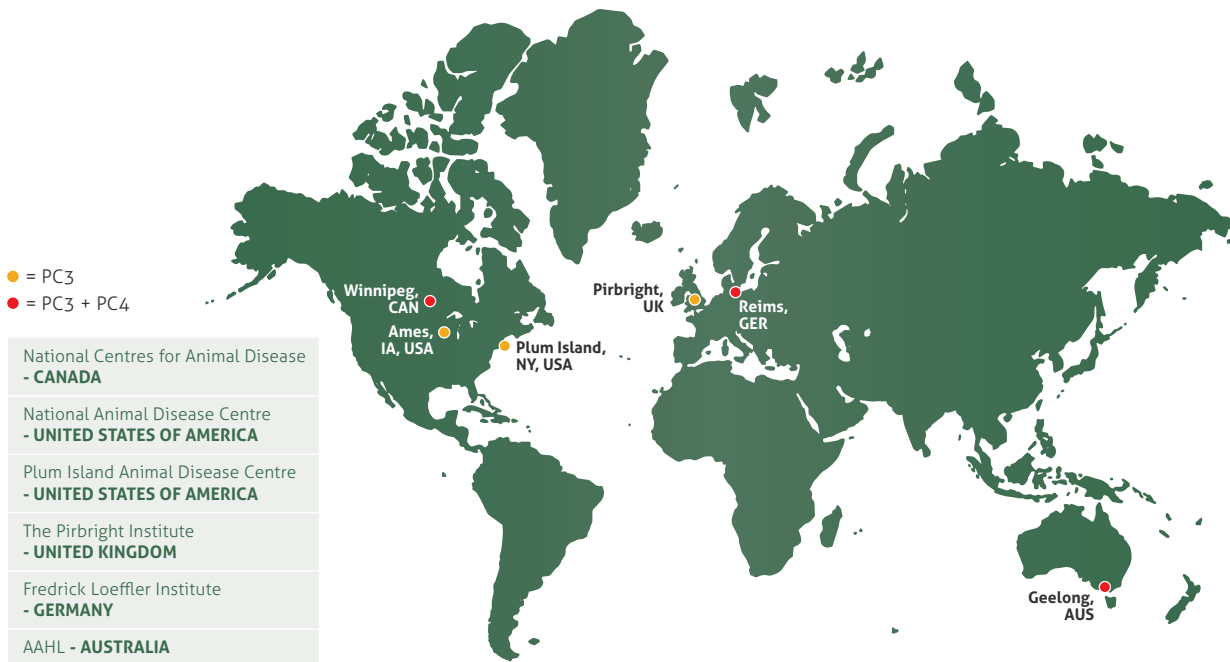 = PC3
= PC3 + PC4
National Centres for Animal Disease
- CANADA
National Animal Disease Centre
- UNITED STATES OF AMERICA
Plum Island Animal Disease Centre
- UNITED STATES OF AMERICA
The Pirbright Institute
- UNITED KINGDOM
Fredrick Loeffler Institute
- GERMANY
AAHL - AUSTRALIA
Winnipeg,
CAN
Ames,
IA, USA
Plum Island,
NY, USA
Pirbright,
UK
Reims,
GER
Geelong,
AUS